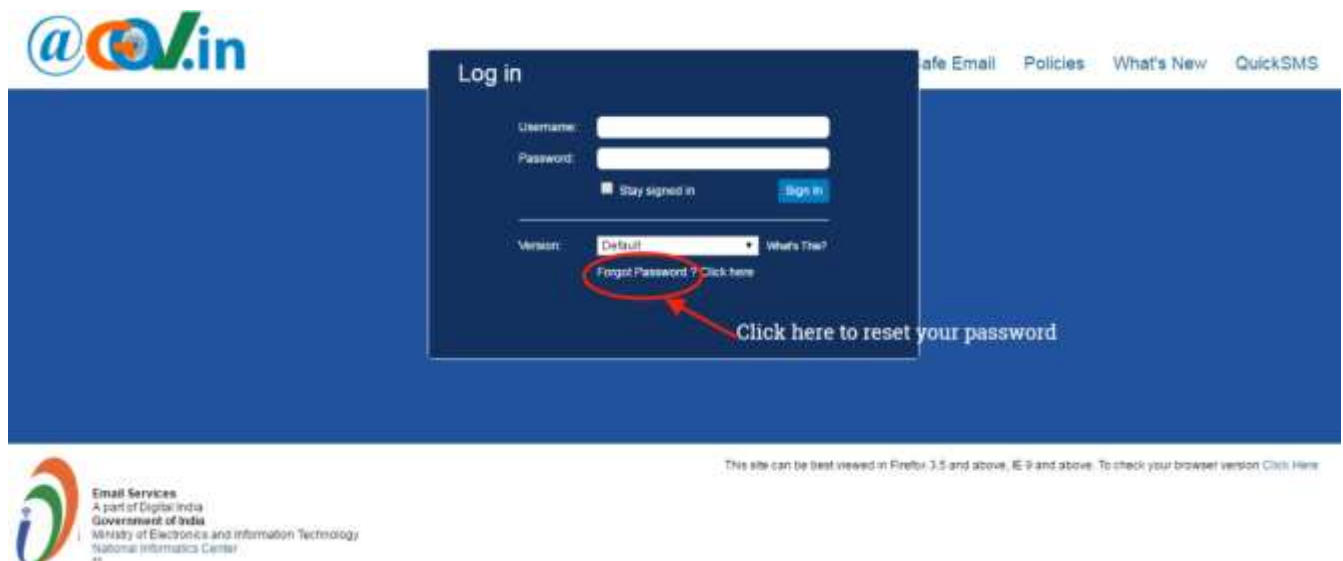 @GOV.in
Log in
afe Email Policies What's New QuickSMS
Username:
Password:
Stay signed in Sign in
Version: Default What's This?
Forgot Password ? Click here
Click here to reset your password
This site can be best viewed in Firefox 3.5 and above, IE 9 and above. To check your browser version Click Here
Email Services
A part of Digital India
Government of India
Ministry of Electronics and Information Technology
National Informatics Center